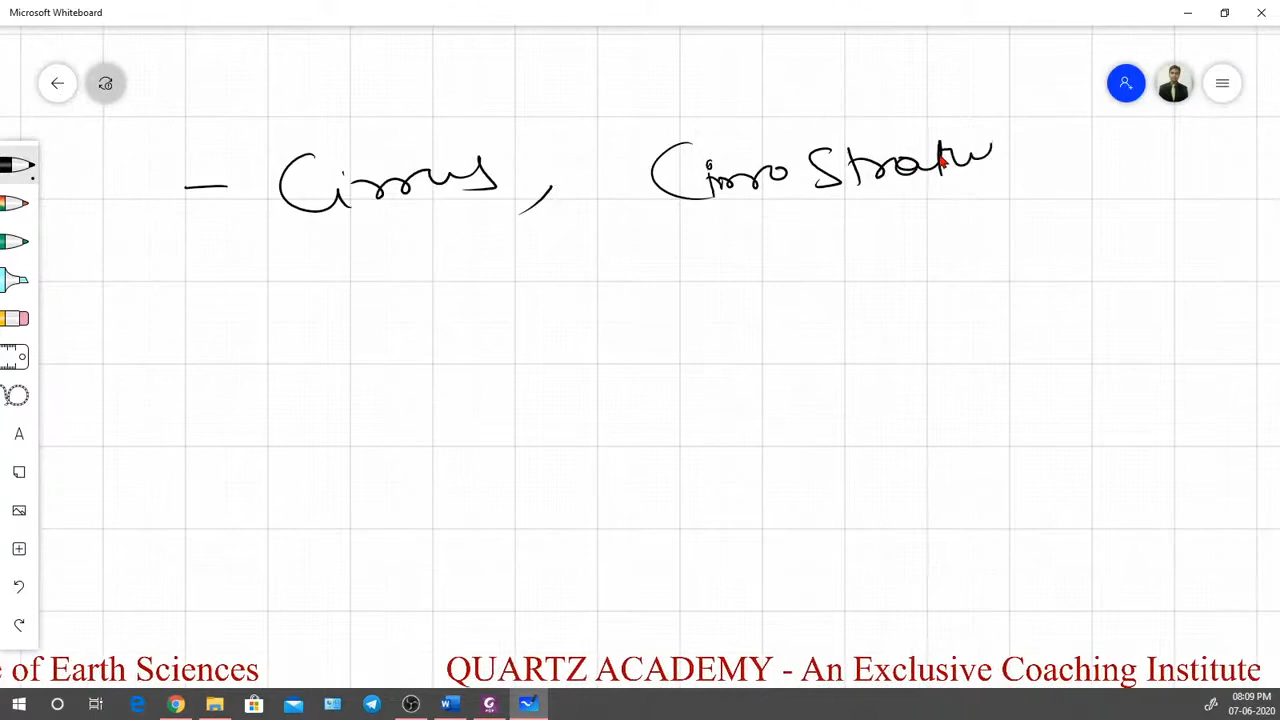 Microsoft Whiteboard
- Cirrus, Cirro Stratu
A
e of Earth Sciences QUARTZ ACADEMY - An Exclusive Coaching Institute
08:09 PM
07-06-2020